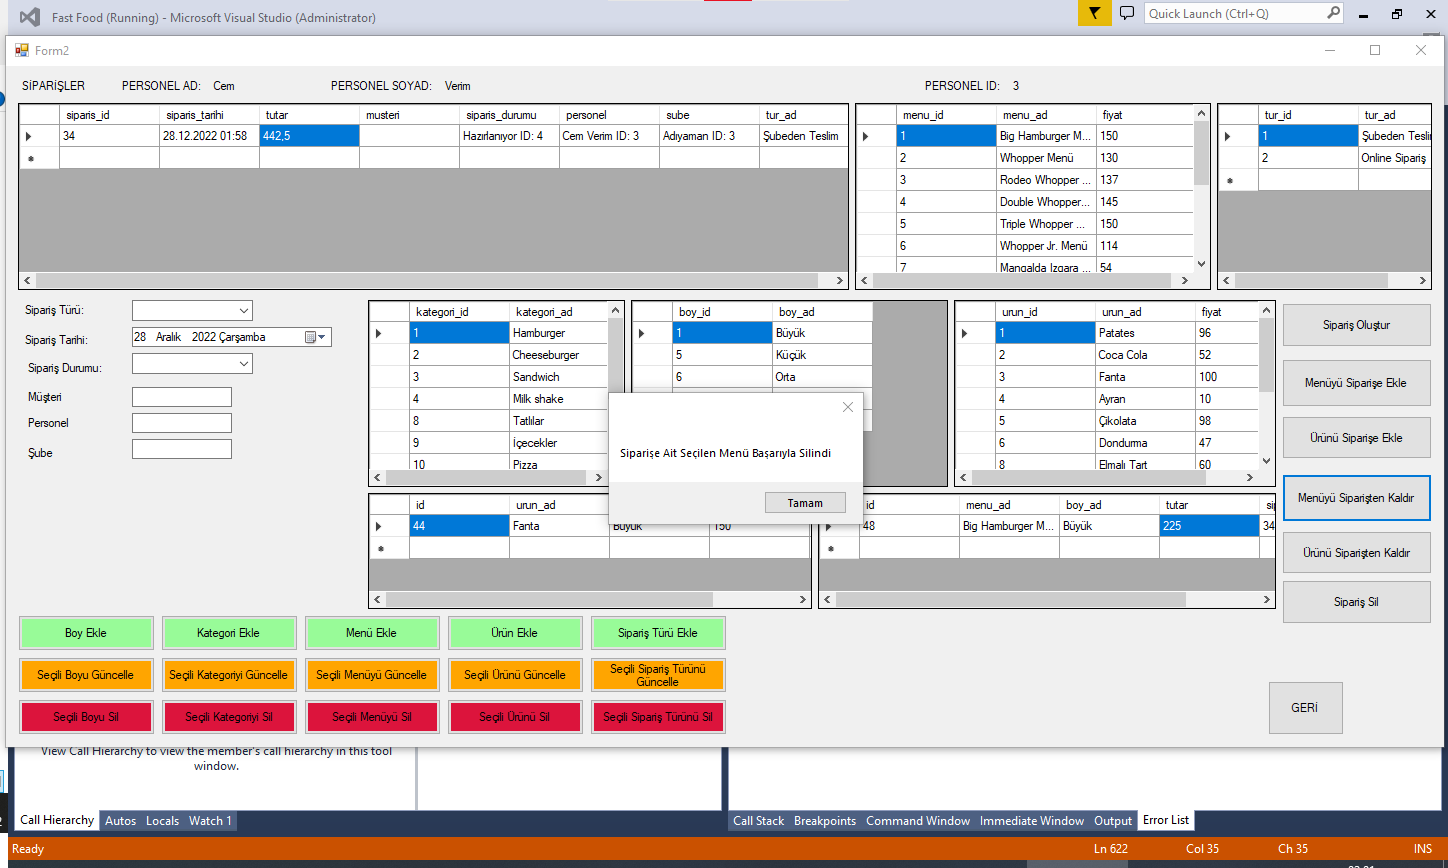 Fast Food (Running) - Microsoft Visual Studio (Administrator)
Quick Launch (Ctrl+Q)
Form2
SİPARİŞLER PERSONEL AD: Cem PERSONEL SOYAD: Verim PERSONEL ID: 3
siparis_id siparis_tarihi tutar musteri siparis_durumu personel sube tur_ad
34 28.12.2022 01:58 442,5 Hazırlanıyor ID: 4 Cem Verim ID: 3 Adıyaman ID: 3 Şubeden Teslim
menu_id menu_ad fiyat
1 Big Hamburger M... 150
2 Whopper Menü 130
3 Rodeo Whopper ... 137
4 Double Whopper... 145
5 Triple Whopper ... 150
6 Whopper Jr. Menü 114
7 Mangalda Izgara ... 54
tur_id tur_ad
1 Şubeden Tesli
2 Online Sipariş
Sipariş Türü:
Sipariş Tarihi: 28 Aralık 2022 Çarşamba
Sipariş Durumu:
Müşteri
Personel
Şube
kategori_id kategori_ad
1 Hamburger
2 Cheeseburger
3 Sandwich
4 Milk shake
8 Tatlılar
9 İçecekler
10 Pizza
boy_id boy_ad
1 Büyük
5 Küçük
6 Orta
urun_id urun_ad fiyat
1 Patates 96
2 Coca Cola 52
3 Fanta 100
4 Ayran 10
5 Çikolata 98
6 Dondurma 47
8 Elmalı Tart 60
Sipariş Oluştur
Menüyü Siparişe Ekle
Ürünü Siparişe Ekle
Menüyü Siparişten Kaldır
Ürünü Siparişten Kaldır
Sipariş Sil
Siparişe Ait Seçilen Menü Başarıyla Silindi
Tamam
id urun_ad
44 Fanta Büyük 150
id menu_ad boy_ad tutar sip
48 Big Hamburger M... Büyük 225 34
Boy Ekle Kategori Ekle Menü Ekle Ürün Ekle Sipariş Türü Ekle
Seçili Boyu Güncelle Seçili Kategoriyi Güncelle Seçili Menüyü Güncelle Seçili Ürünü Güncelle Seçili Sipariş Türünü
Güncelle
Seçili Boyu Sil Seçili Kategoriyi Sil Seçili Menüyü Sil Seçili Ürünü Sil Seçili Sipariş Türünü Sil
GERİ
View Call Hierarchy to view the member's call hierarchy in this tool
window.
Call Hierarchy Autos Locals Watch 1
Call Stack Breakpoints Command Window Immediate Window Output Error List
Ready Ln 622 Col 35 Ch 35 INS